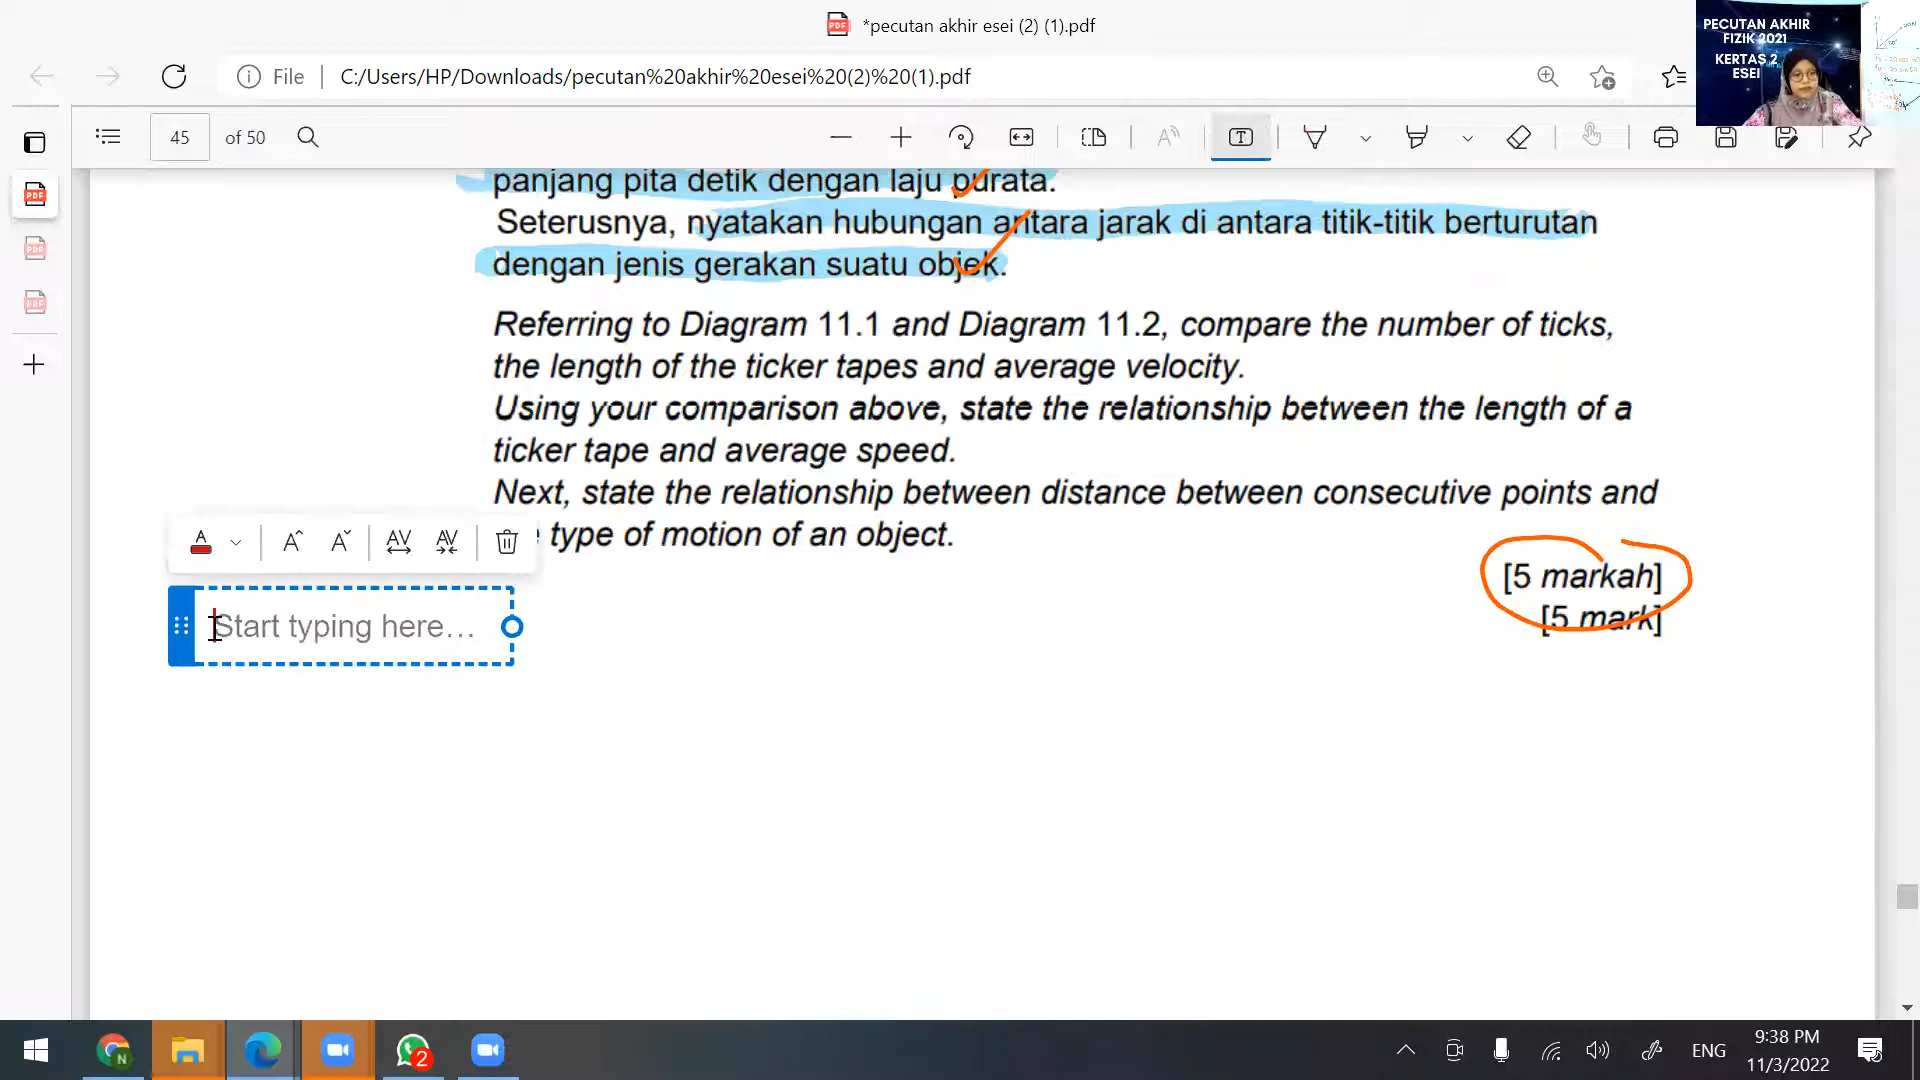 *pecutan akhir esei (2) (1).pdf
File
C:/Users/HP/Downloads/pecutan%20akhir%20esei%20(2)%20(1).pdf
PECUTAN AKHIR
FIZIK 2021
KERTAS 2
ESEI
45 of 50
panjang pita detik dengan laju purata.
Seterusnya, nyatakan hubungan antara jarak di antara titik-titik berturutan
dengan jenis gerakan suatu objek.
Referring to Diagram 11.1 and Diagram 11.2, compare the number of ticks,
the length of the ticker tapes and average velocity.
Using your comparison above, state the relationship between the length of a
ticker tape and average speed.
Next, state the relationship between distance between consecutive points and
type of motion of an object.
[5 markah]
[5 mark]
Start typing here...
2
ENG
9:38 PM
11/3/2022